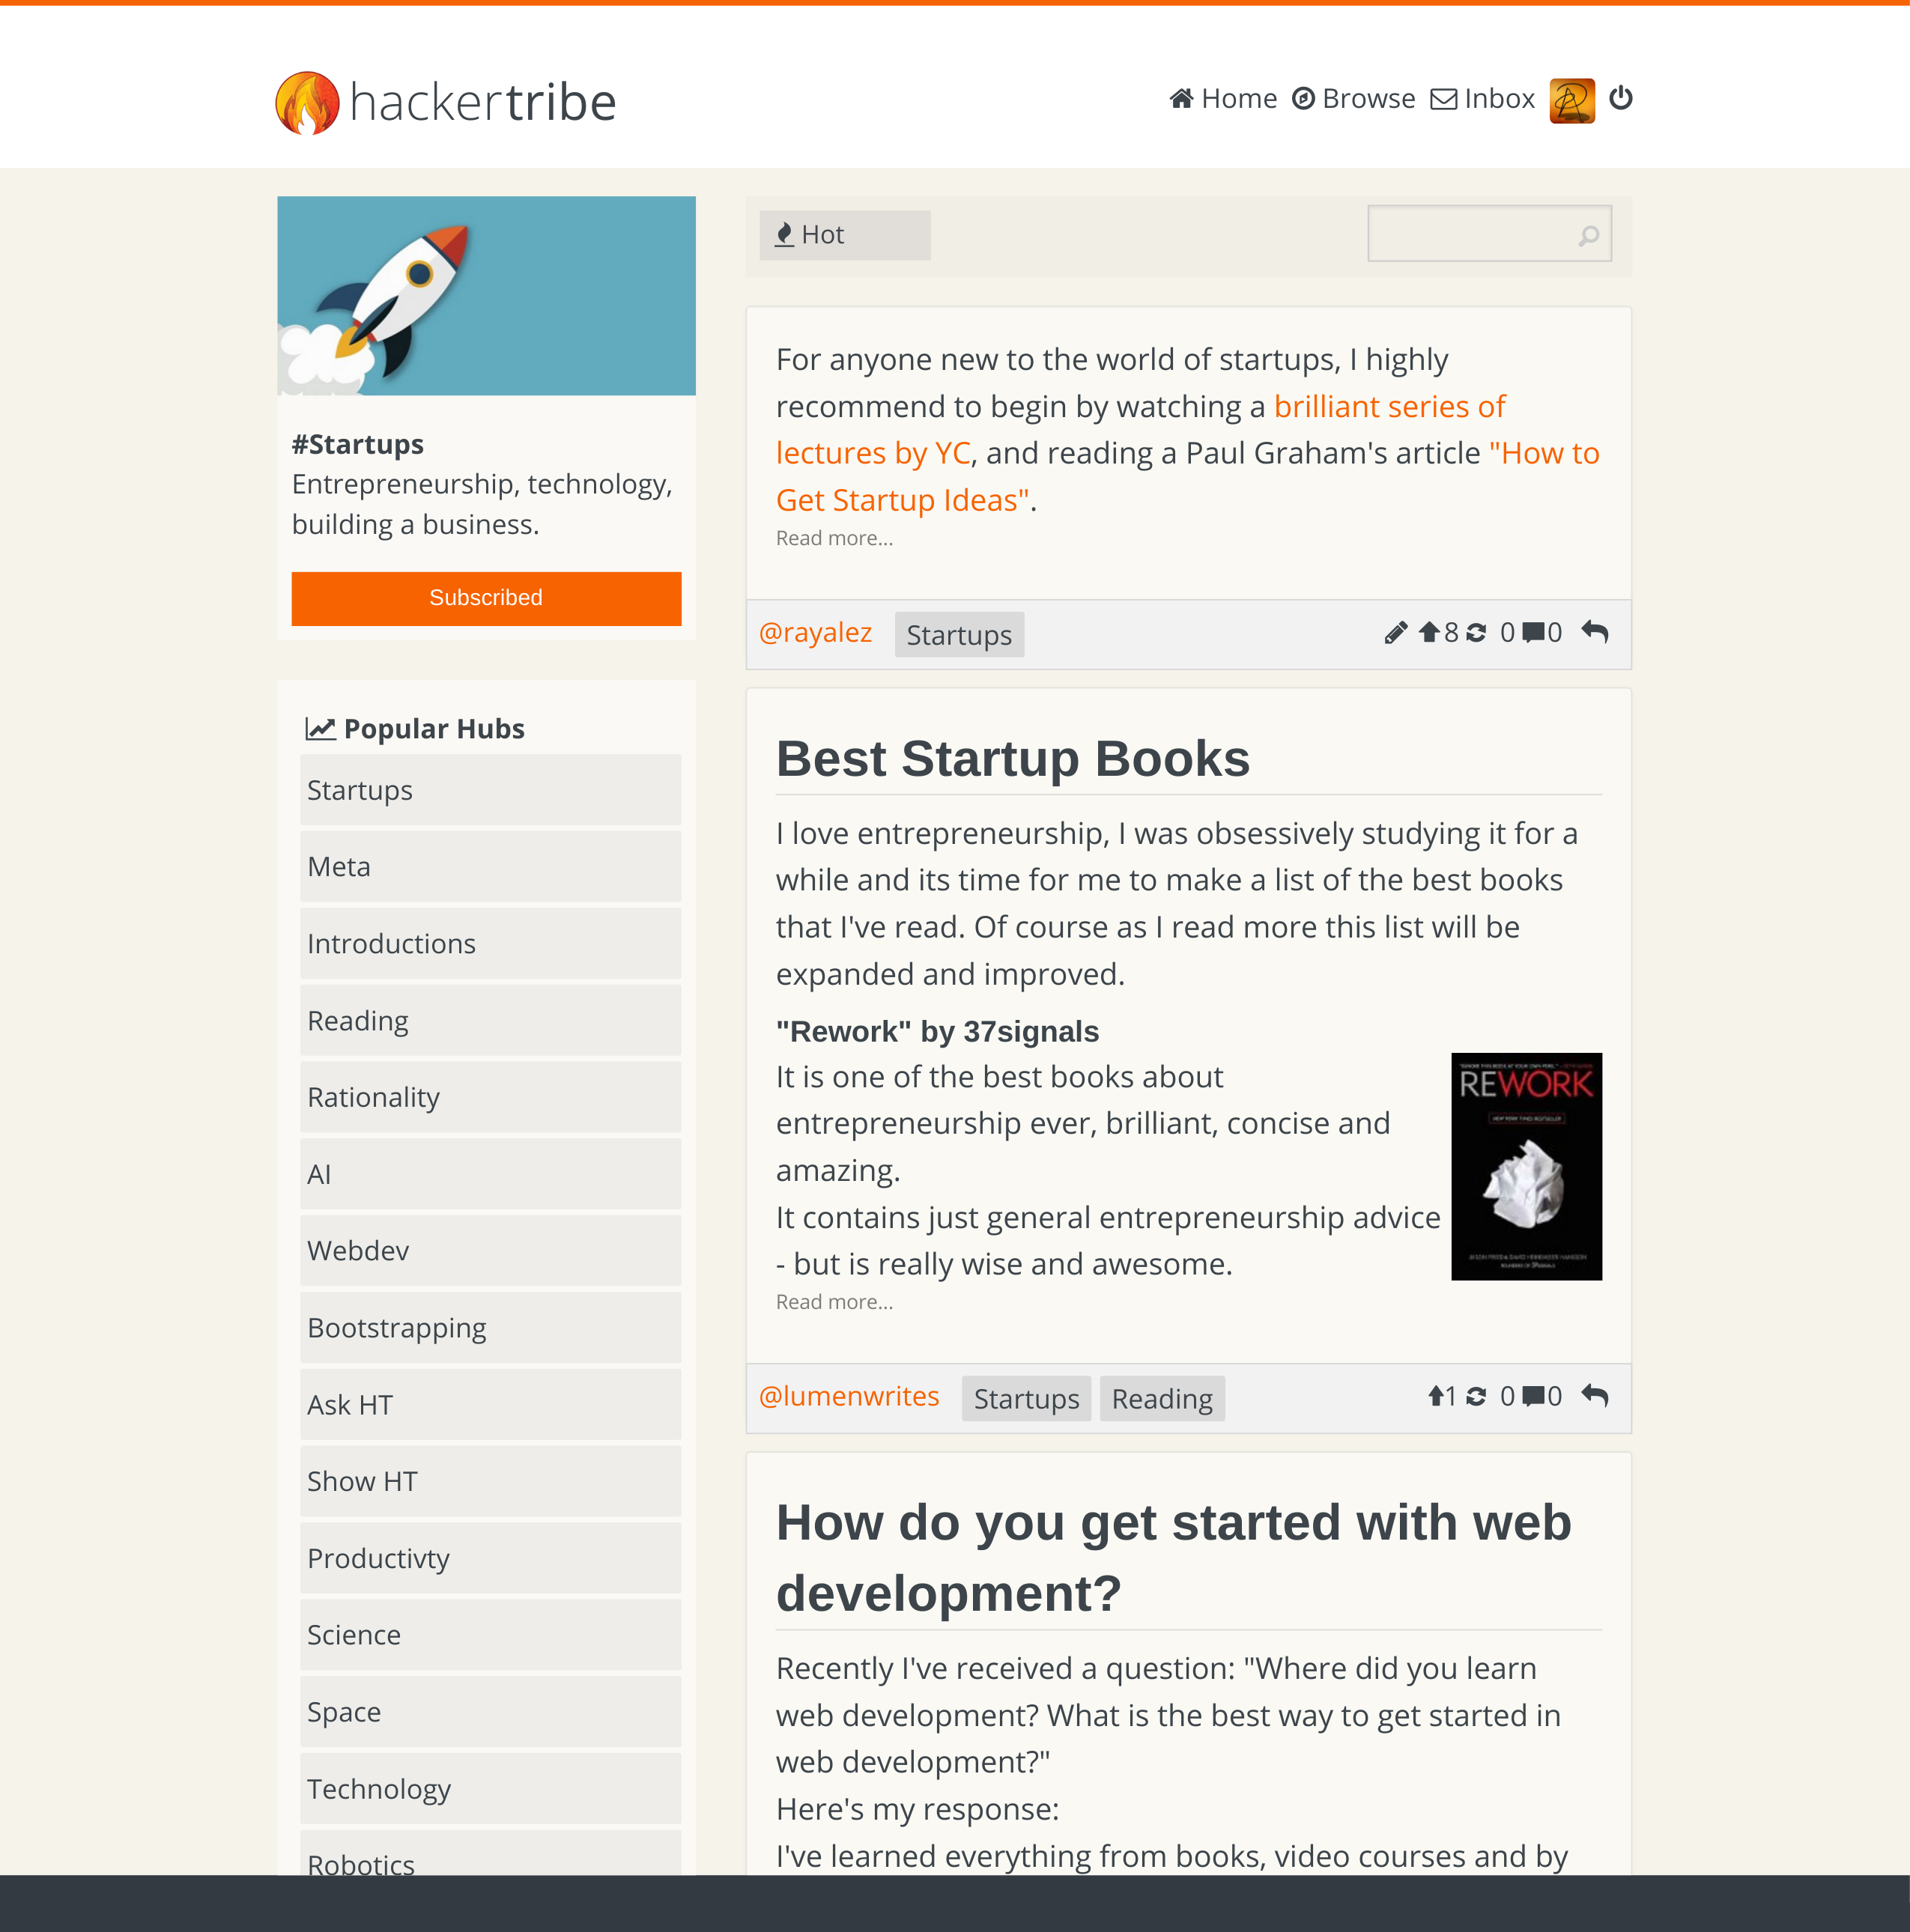 hackertribe
Home Browse Inbox
#Startups
Entrepreneurship, technology,
building a business.
Subscribed
Popular Hubs
Startups
Meta
Introductions
Reading
Rationality
AI
Webdev
Bootstrapping
Ask HT
Show HT
Productivty
Science
Space
Technology
Robotics
Hot
For anyone new to the world of startups, I highly
recommend to begin by watching a brilliant series of
lectures by YC, and reading a Paul Graham's article "How to
Get Startup Ideas".
Read more...
@rayalez Startups 8 0 0
Best Startup Books
I love entrepreneurship, I was obsessively studying it for a
while and its time for me to make a list of the best books
that I've read. Of course as I read more this list will be
expanded and improved.
"Rework" by 37signals
It is one of the best books about
entrepreneurship ever, brilliant, concise and
amazing.
It contains just general entrepreneurship advice
- but is really wise and awesome.
REWORK
Read more...
@lumenwrites Startups Reading 1 0 0
How do you get started with web
development?
Recently I've received a question: "Where did you learn
web development? What is the best way to get started in
web development?"
Here's my response:
I've learned everything from books, video courses and by